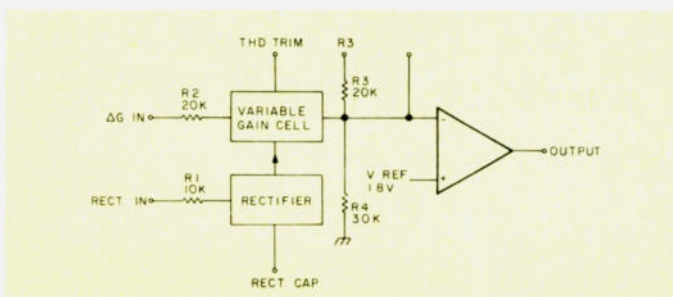 THD TRIM
R3
R2
20K
ΔG IN
VARIABLE
GAIN CELL
R3
20K
OUTPUT
V REF
1.8V
R1
10K
RECT. IN
RECTIFIER
R4
30K
RECT CAP